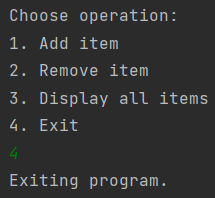 Choose operation:
1. Add item
2. Remove item
3. Display all items
4. Exit
4
Exiting program.